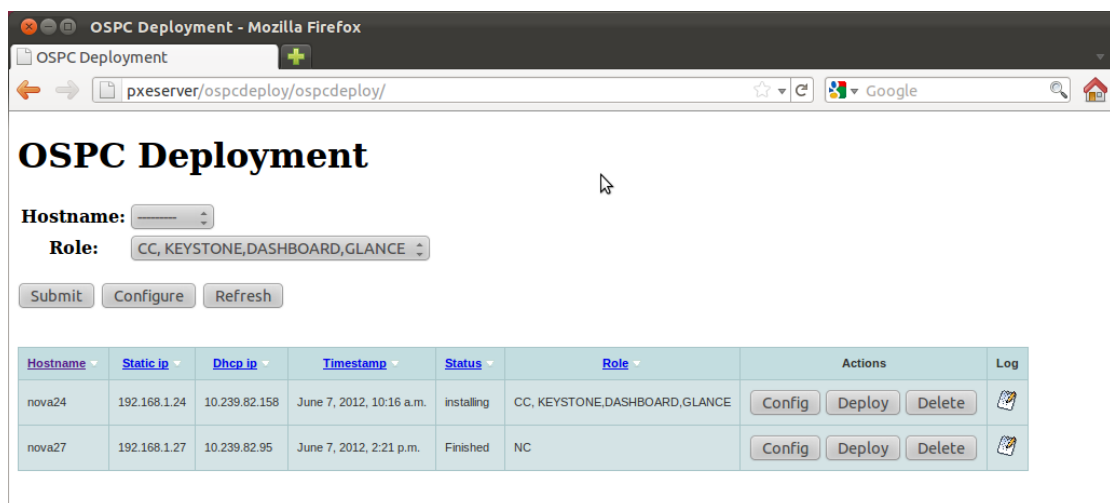 OSPC Deployment - Mozilla Firefox
OSPC Deployment
pxeserver/ospcdeploy/ospcdeploy/
Google
OSPC Deployment
Hostname: ---------
Role: CC, KEYSTONE,DASHBOARD,GLANCE
Submit Configure Refresh
Hostname Static ip Dhcp ip Timestamp Status Role Actions Log
nova24 192.168.1.24 10.239.82.158 June 7, 2012, 10:16 a.m. installing CC, KEYSTONE,DASHBOARD,GLANCE Config Deploy Delete
nova27 192.168.1.27 10.239.82.95 June 7, 2012, 2:21 p.m. Finished NC Config Deploy Delete